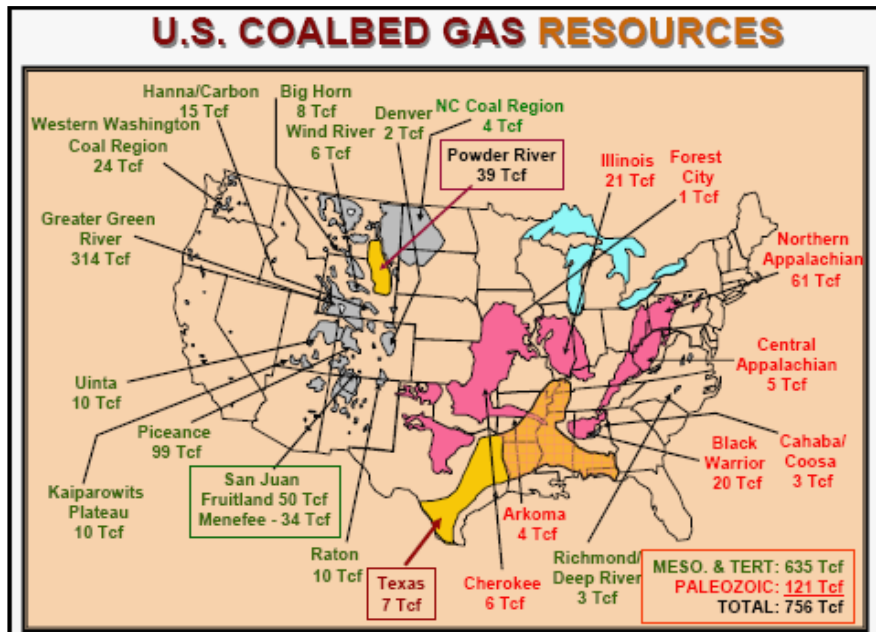 U.S. COALBED GAS RESOURCES
Hanna/Carbon
15 Tcf
Big Horn
8 Tcf
Wind River
6 Tcf
Denver
2 Tcf
NC Coal Region
4 Tcf
Western Washington
Coal Region
24 Tcf
Powder River
39 Tcf
Illinois
21 Tcf
Forest
City
1 Tcf
Greater Green
River
314 Tcf
Northern
Appalachian
61 Tcf
Central
Appalachian
5 Tcf
Uinta
10 Tcf
Piceance
99 Tcf
Kaiparowits
Plateau
10 Tcf
San Juan
Fruitland 50 Tcf
Menefee - 34 Tcf
Raton
10 Tcf
Texas
7 Tcf
Cherokee
6 Tcf
Arkoma
4 Tcf
Richmond/
Deep River
3 Tcf
Black
Warrior
20 Tcf
Cahaba/
Coosa
3 Tcf
MESO. & TERT: 635 Tcf
PALEOZOIC: 121 Tcf
TOTAL: 756 Tcf